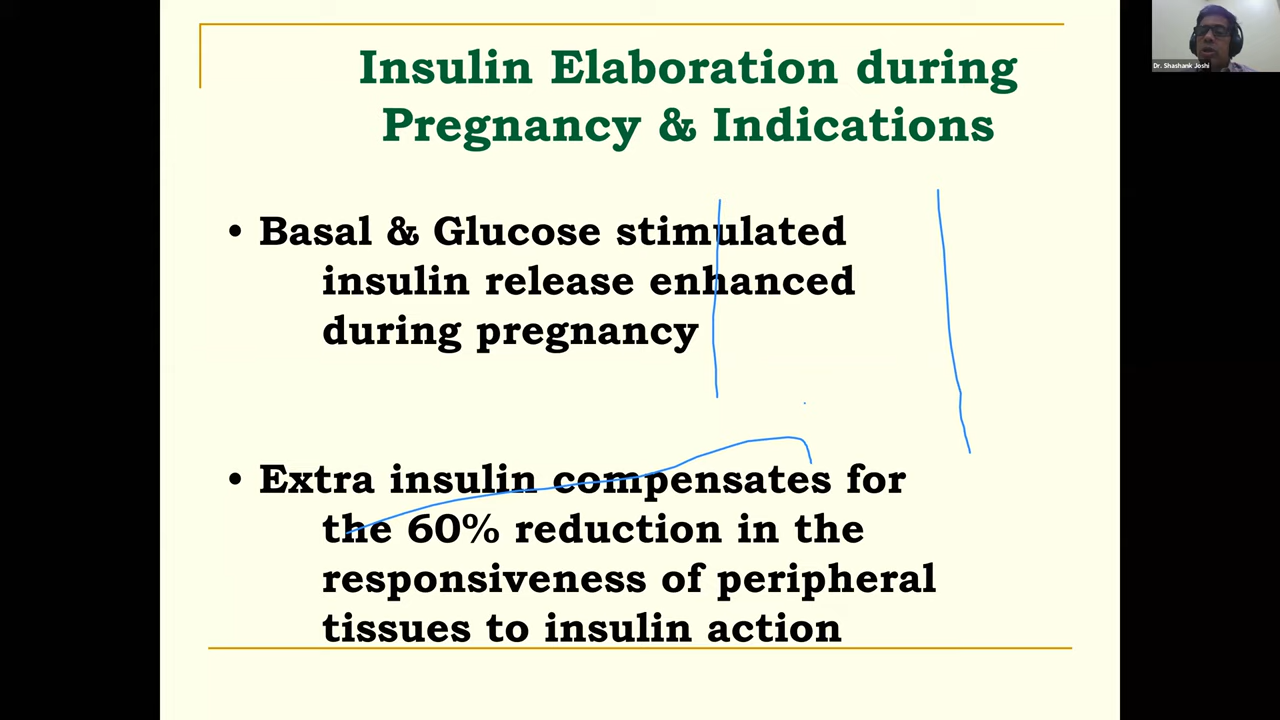 Insulin Elaboration during
Pregnancy & Indications
• Basal & Glucose stimulated
insulin release enhanced
during pregnancy
• Extra insulin compensates for
the 60% reduction in the
responsiveness of peripheral
tissues to insulin action
Dr. Shashank Joshi